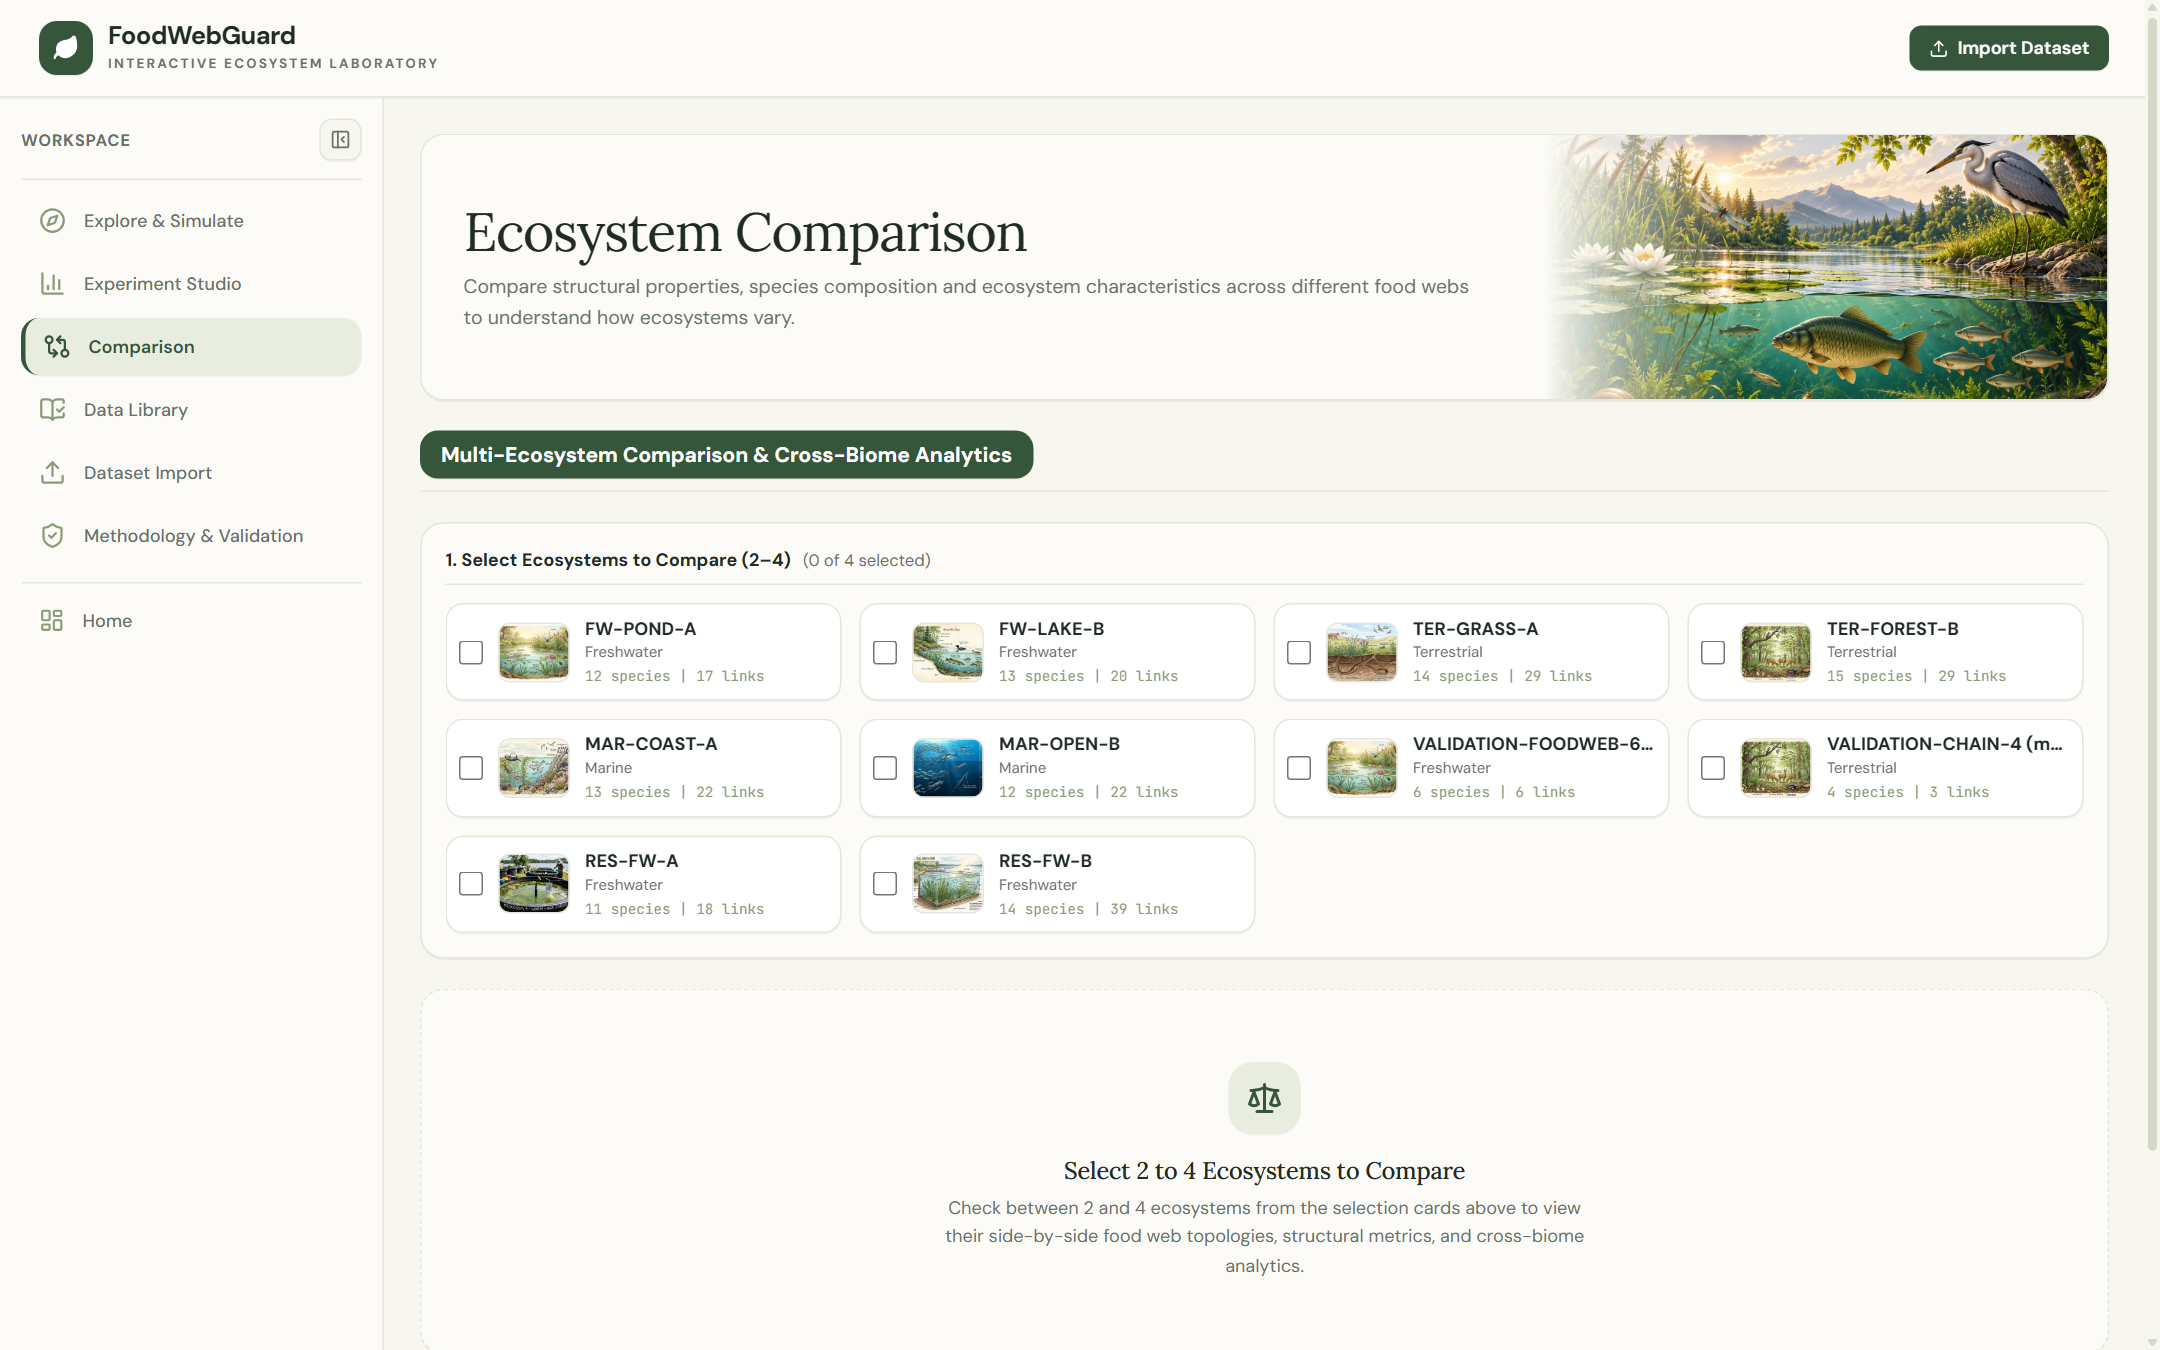 FoodWebGuard
INTERACTIVE ECOSYSTEM LABORATORY
Import Dataset
WORKSPACE
Explore & Simulate
Experiment Studio
Comparison
Data Library
Dataset Import
Methodology & Validation
Home
Ecosystem Comparison
Compare structural properties, species composition and ecosystem characteristics across different food webs
to understand how ecosystems vary.
Multi-Ecosystem Comparison & Cross-Biome Analytics
1. Select Ecosystems to Compare (2–4) (0 of 4 selected)
FW-POND-A
Freshwater
12 species | 17 links
FW-LAKE-B
Freshwater
13 species | 20 links
TER-GRASS-A
Terrestrial
14 species | 29 links
TER-FOREST-B
Terrestrial
15 species | 29 links
MAR-COAST-A
Marine
13 species | 22 links
MAR-OPEN-B
Marine
12 species | 22 links
VALIDATION-FOODWEB-6...
Freshwater
6 species | 6 links
VALIDATION-CHAIN-4 (m...
Terrestrial
4 species | 3 links
RES-FW-A
Freshwater
11 species | 18 links
RES-FW-B
Freshwater
14 species | 39 links
Select 2 to 4 Ecosystems to Compare
Check between 2 and 4 ecosystems from the selection cards above to view
their side-by-side food web topologies, structural metrics, and cross-biome
analytics.